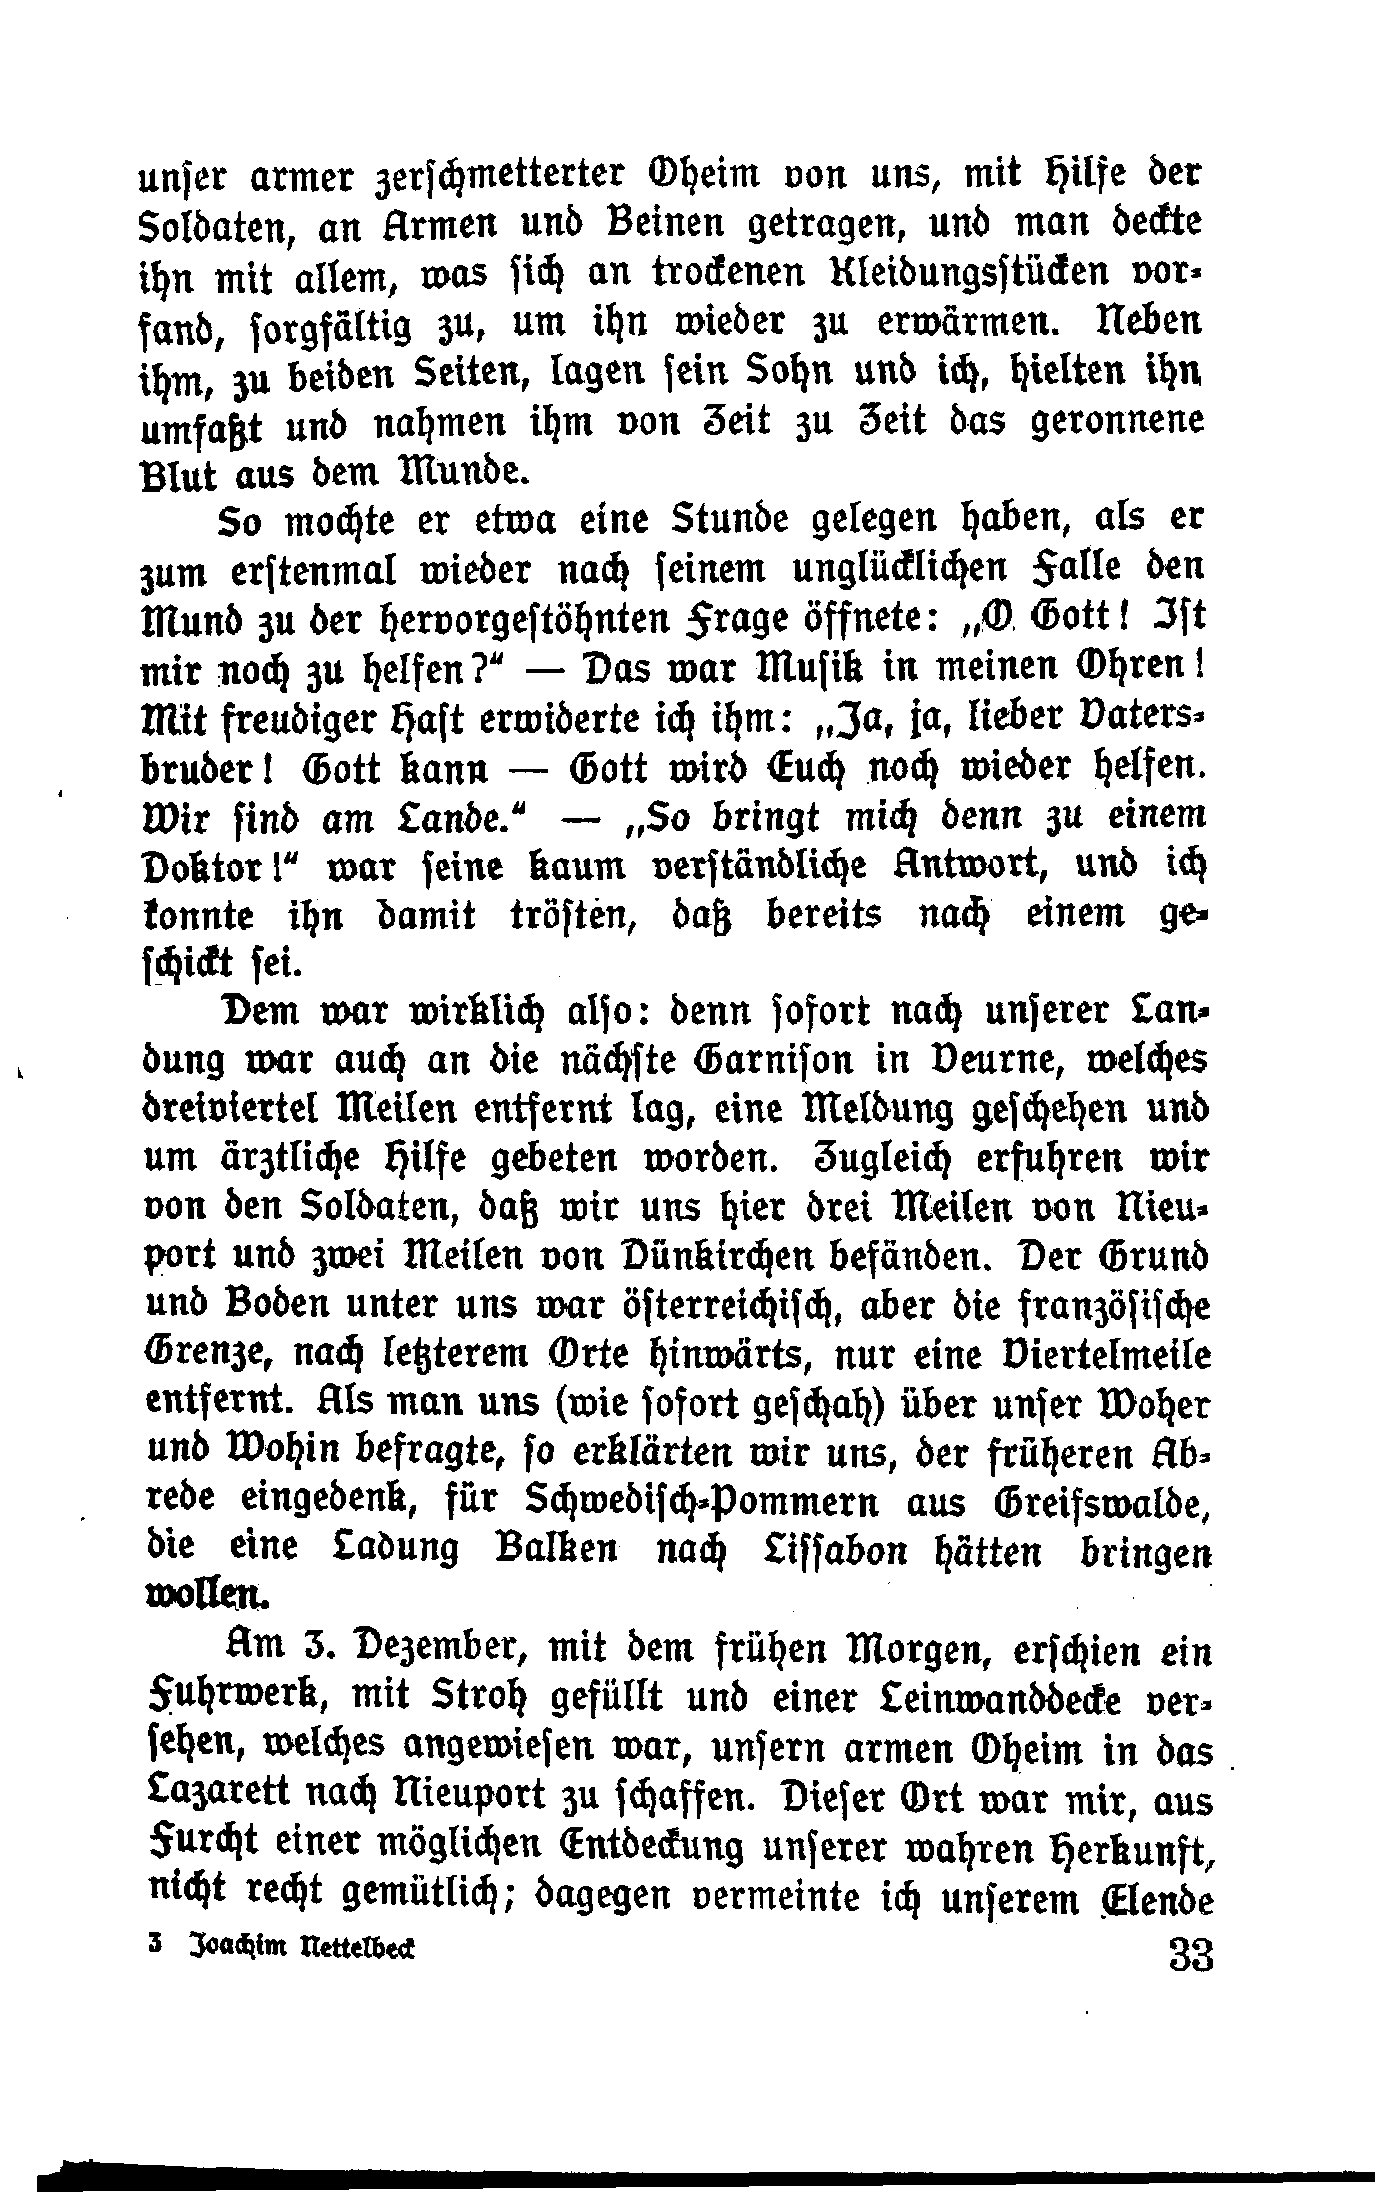 unser armer zerschmetterter Oheim von uns, mit Hilfe der
Soldaten, an Armen und Beinen getragen, und man deckte
ihn mit allem, was sich an trockenen Kleidungsstücken vor-
fand, sorgfältig zu, um ihn wieder zu erwärmen. Neben
ihm, zu beiden Seiten, lagen sein Sohn und ich, hielten ihn
umfaßt und nahmen ihm von Zeit zu Zeit das geronnene
Blut aus dem Munde.
So mochte er etwa eine Stunde gelegen haben, als er
zum erstenmal wieder nach seinem unglücklichen Falle den
Mund zu der hervorgestöhnten Frage öffnete: „O Gott! Ist
mir noch zu helfen?“ — Das war Musik in meinen Ohren!
Mit freudiger Hast erwiderte ich ihm: „Ja, ja, lieber Vaters-
bruder! Gott kann — Gott wird Euch noch wieder helfen.
Wir sind am Lande.“ — „So bringt mich denn zu einem
Doktor!“ war seine kaum verständliche Antwort, und ich
konnte ihn damit trösten, daß bereits nach einem ge-
schickt sei.
Dem war wirklich also: denn sofort nach unserer Lan-
dung war auch an die nächste Garnison in Veurne, welches
dreiviertel Meilen entfernt lag, eine Meldung geschehen und
um ärztliche Hilfe gebeten worden. Zugleich erfuhren wir
von den Soldaten, daß wir uns hier drei Meilen von Nieu-
port und zwei Meilen von Dünkirchen befänden. Der Grund
und Boden unter uns war österreichisch, aber die französische
Grenze, nach letzterem Orte hinwärts, nur eine Viertelmeile
entfernt. Als man uns (wie sofort geschah) über unser Woher
und Wohin befragte, so erklärten wir uns, der früheren Ab-
rede eingedenk, für Schwedisch-Pommern aus Greifswalde,
die eine Ladung Balken nach Lissabon hätten bringen
wollen.
Am 3. Dezember, mit dem frühen Morgen, erschien ein
Fuhrwerk, mit Stroh gefüllt und einer Leinwanddecke ver-
sehen, welches angewiesen war, unsern armen Oheim in das
Lazarett nach Nieuport zu schaffen. Dieser Ort war mir, aus
Furcht einer möglichen Entdeckung unserer wahren Herkunft,
nicht recht gemütlich; dagegen vermeinte ich unserem Elende
3 Joachim Nettelbeck 33